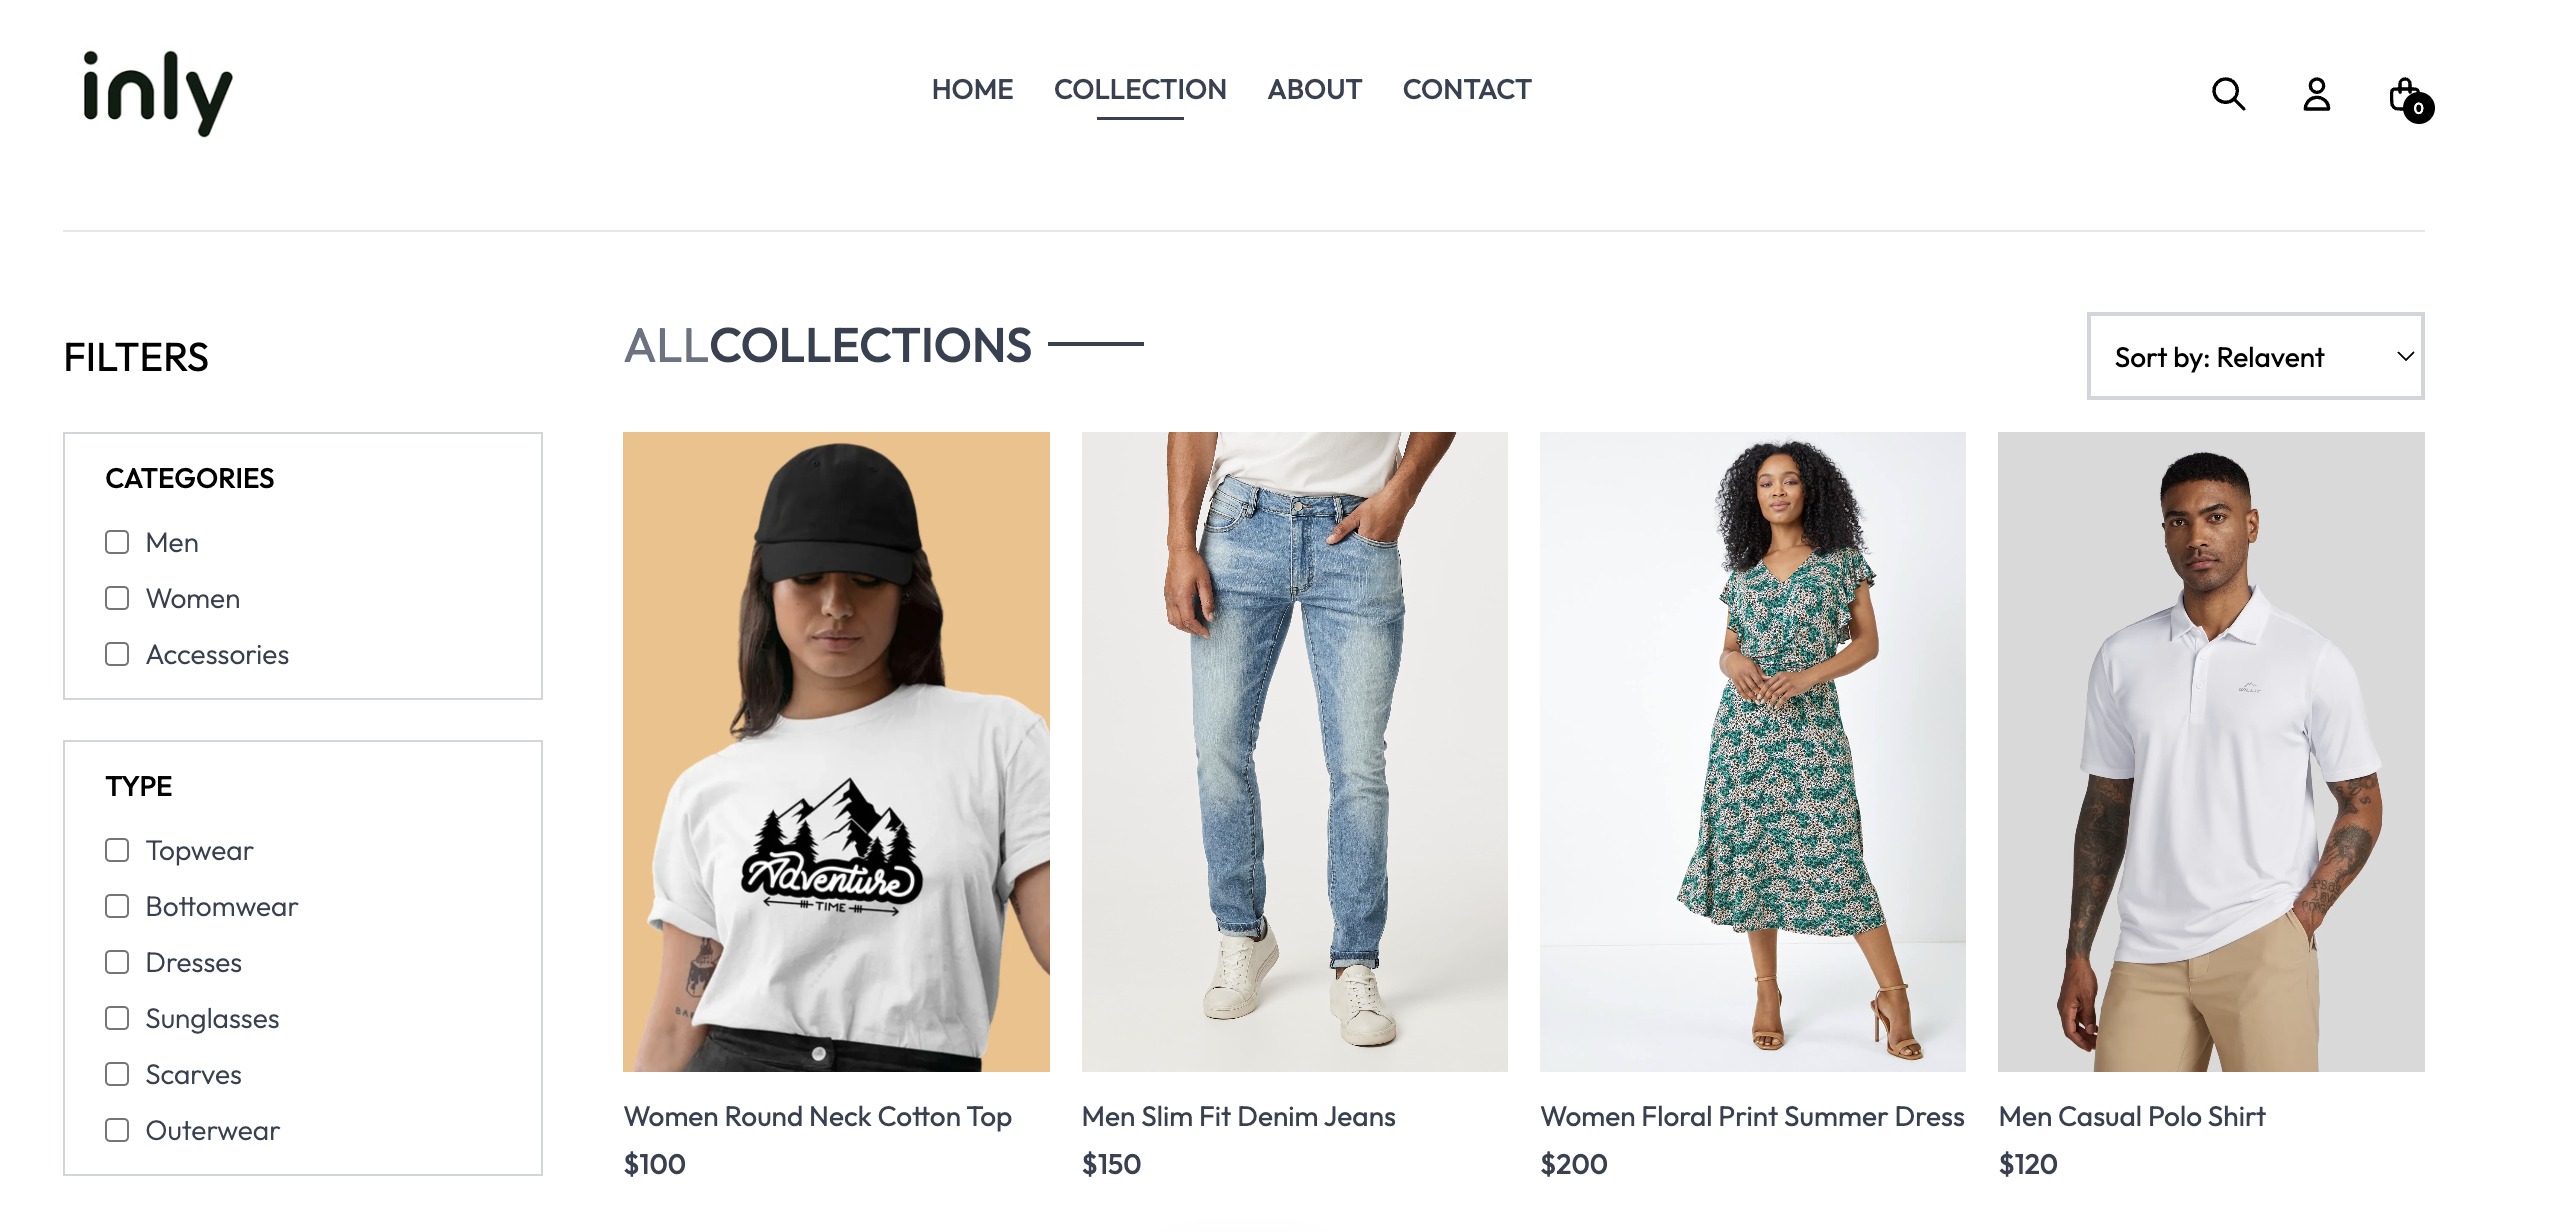 inly
HOME COLLECTION ABOUT CONTACT
0
FILTERS
ALLCOLLECTIONS
Sort by: Relavent
CATEGORIES
Men
Women
Accessories
TYPE
Topwear
Bottomwear
Dresses
Sunglasses
Scarves
Outerwear
Adventure
TIME
Women Round Neck Cotton Top
$100
Men Slim Fit Denim Jeans
$150
Women Floral Print Summer Dress
$200
Men Casual Polo Shirt
$120